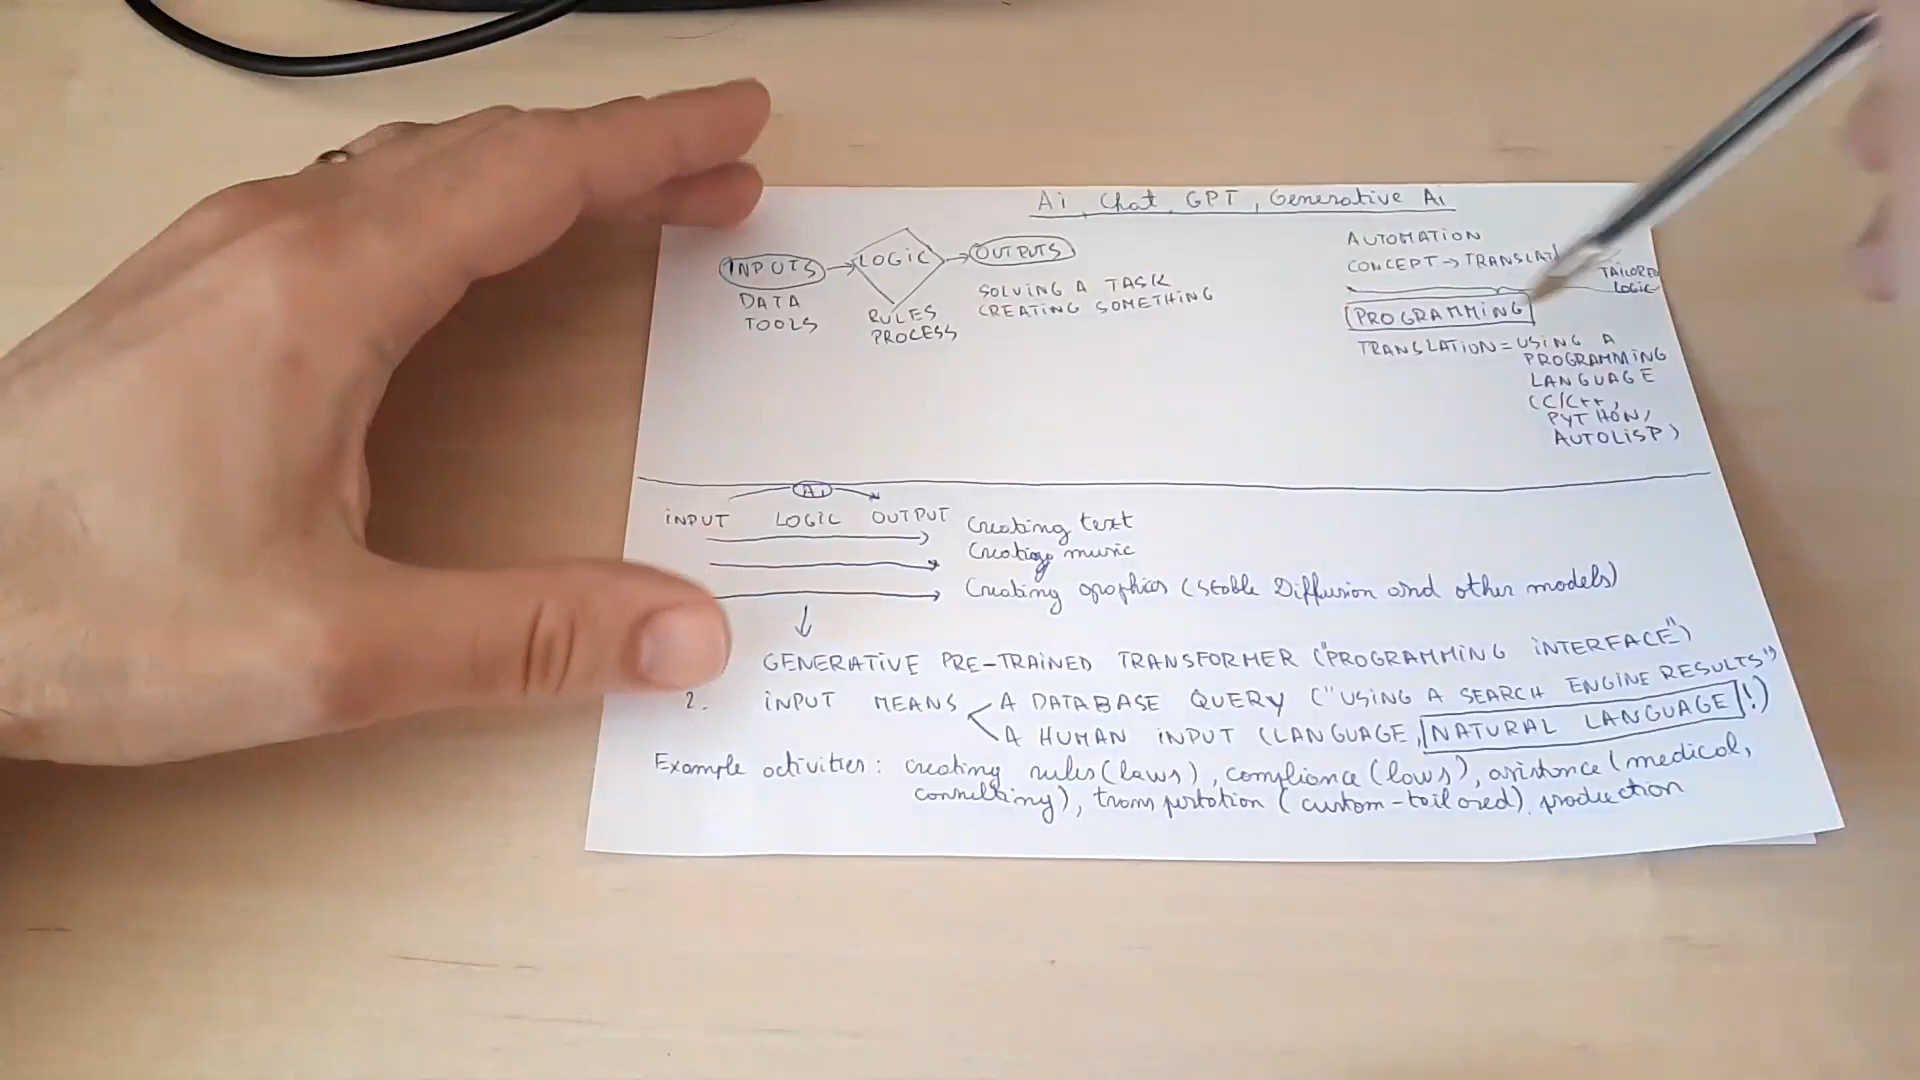 Ai, Chat GPT, Generative Ai
INPUTS → LOGIC → OUTPUTS
DATA
TOOLS
RULES
PROCESS
SOLVING A TASK
CREATING SOMETHING
AUTOMATION
CONCEPT → TRANSLAT
TAILORED
LOGIC
PROGRAMMING
TRANSLATION = USING A
PROGRAMMING
LANGUAGE
(C/C++,
PYTHON,
AUTOLISP)
Ai
INPUT LOGIC OUTPUT
Creating text
Creating music
Creating graphics (Stable Diffusion and other models)
GENERATIVE PRE-TRAINED TRANSFORMER ("PROGRAMMING INTERFACE")
2. INPUT MEANS A DATABASE QUERY ("USING A SEARCH ENGINE RESULTS")
A HUMAN INPUT (LANGUAGE, NATURAL LANGUAGE!)
Example activities: creating rules (laws), compliance (laws), assistance (medical,
consulting), transportation (custom-tailored), production